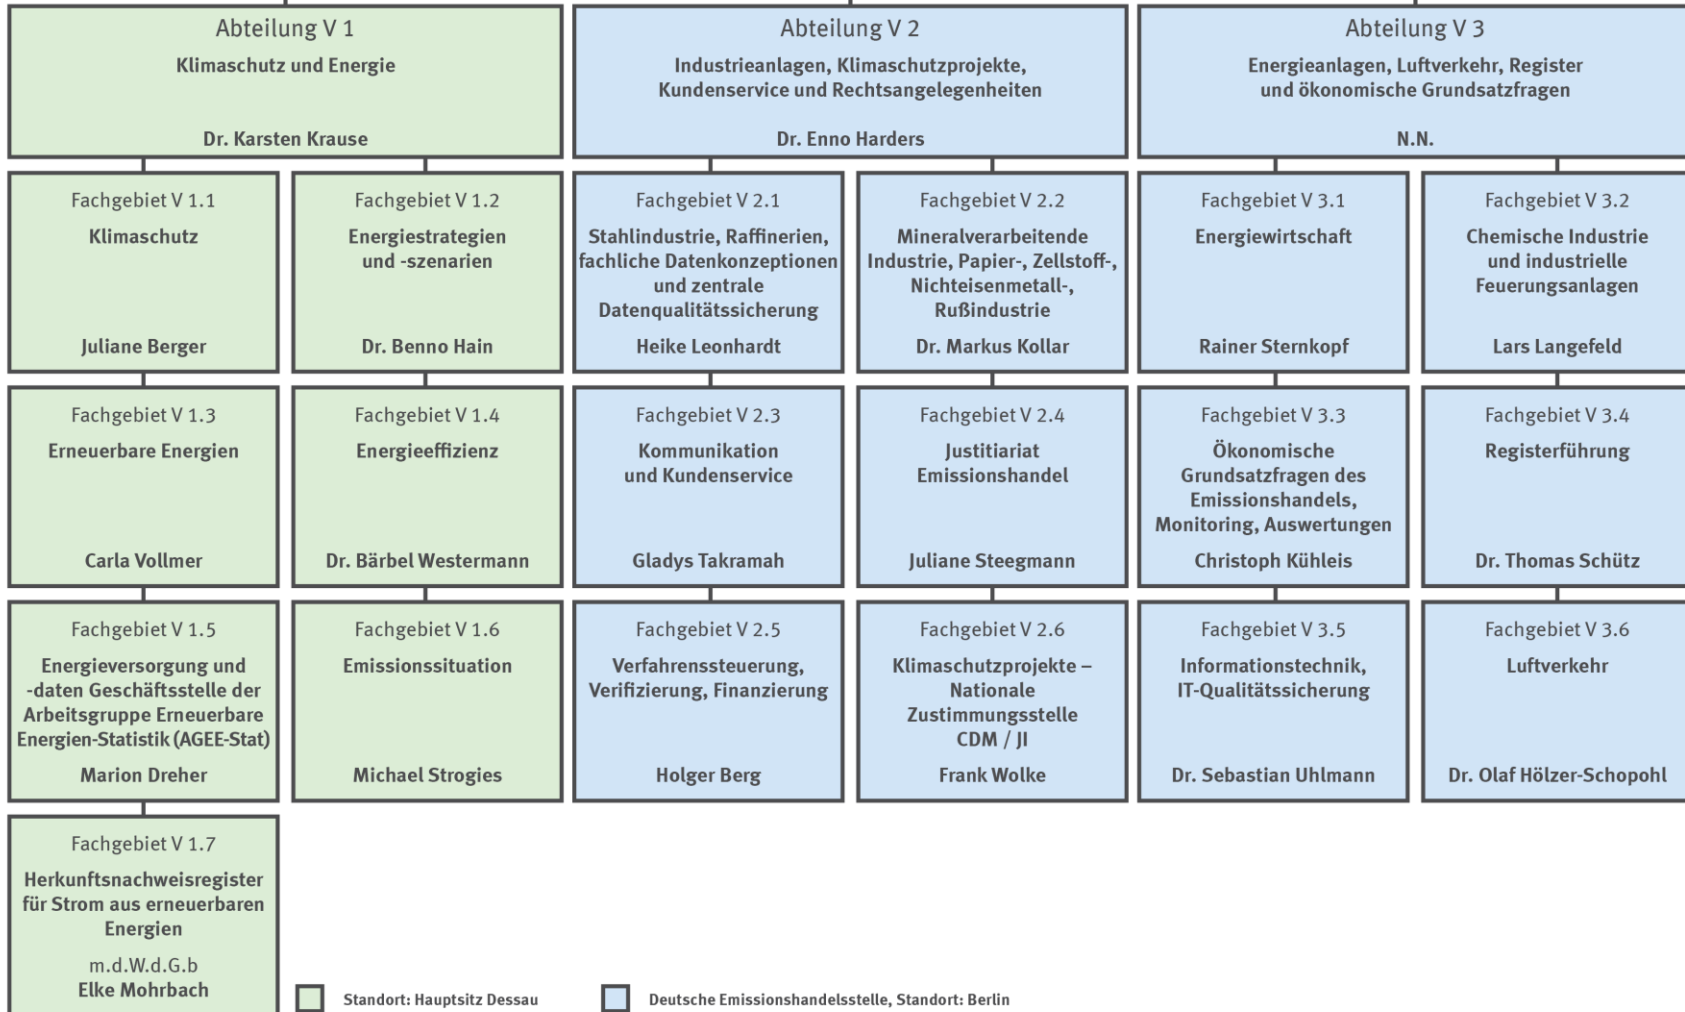 Abteilung V 1
Klimaschutz und Energie
Dr. Karsten Krause
Abteilung V 2
Industrieanlagen, Klimaschutzprojekte,
Kundenservice und Rechtsangelegenheiten
Dr. Enno Harders
Abteilung V 3
Energieanlagen, Luftverkehr, Register
und ökonomische Grundsatzfragen
N.N.
Fachgebiet V 1.1
Klimaschutz
Juliane Berger
Fachgebiet V 1.2
Energiestrategien
und -szenarien
Dr. Benno Hain
Fachgebiet V 2.1
Stahlindustrie, Raffinerien,
fachliche Datenkonzeptionen
und zentrale
Datenqualitätssicherung
Heike Leonhardt
Fachgebiet V 2.2
Mineralverarbeitende
Industrie, Papier-, Zellstoff-,
Nichteisenmetall-,
Rußindustrie
Dr. Markus Kollar
Fachgebiet V 3.1
Energiewirtschaft
Rainer Sternkopf
Fachgebiet V 3.2
Chemische Industrie
und industrielle
Feuerungsanlagen
Lars Langefeld
Fachgebiet V 1.3
Erneuerbare Energien
Carla Vollmer
Fachgebiet V 1.4
Energieeffizienz
Dr. Bärbel Westermann
Fachgebiet V 2.3
Kommunikation
und Kundenservice
Gladys Takramah
Fachgebiet V 2.4
Justitiariat
Emissionshandel
Juliane Steegmann
Fachgebiet V 3.3
Ökonomische
Grundsatzfragen des
Emissionshandels,
Monitoring, Auswertungen
Christoph Kühleis
Fachgebiet V 3.4
Registerführung
Dr. Thomas Schütz
Fachgebiet V 1.5
Energieversorgung und
-daten Geschäftsstelle der
Arbeitsgruppe Erneuerbare
Energien-Statistik (AGEE-Stat)
Marion Dreher
Fachgebiet V 1.6
Emissionssituation
Michael Strogies
Fachgebiet V 2.5
Verfahrenssteuerung,
Verifizierung, Finanzierung
Holger Berg
Fachgebiet V 2.6
Klimaschutzprojekte –
Nationale
Zustimmungsstelle
CDM / JI
Frank Wolke
Fachgebiet V 3.5
Informationstechnik,
IT-Qualitätssicherung
Dr. Sebastian Uhlmann
Fachgebiet V 3.6
Luftverkehr
Dr. Olaf Hölzer-Schopohl
Fachgebiet V 1.7
Herkunftsnachweisregister
für Strom aus erneuerbaren
Energien
m.d.W.d.G.b
Elke Mohrbach
Standort: Hauptsitz Dessau
Deutsche Emissionshandelsstelle, Standort: Berlin